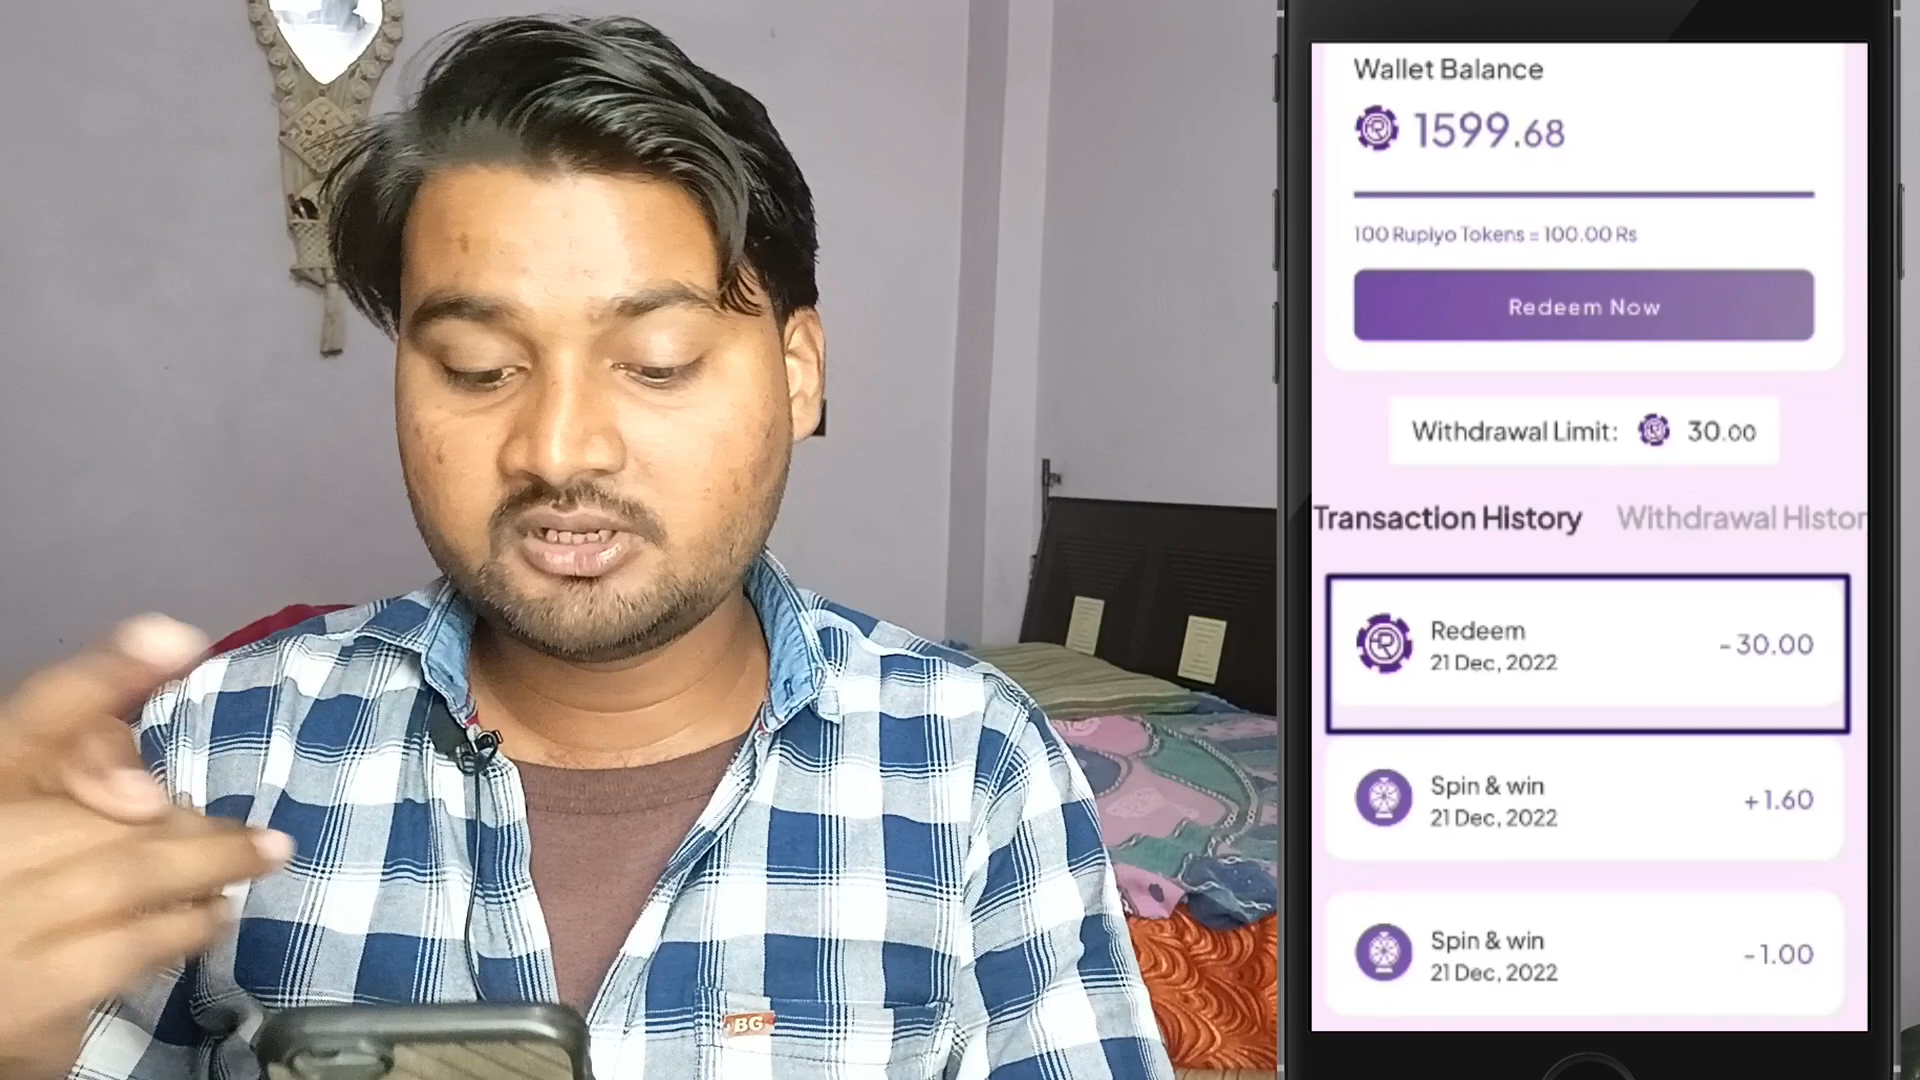 Wallet Balance
1599.68
100 Rupiyo Tokens = 100.00 Rs
Redeem Now
Withdrawal Limit: 30.00
Transaction History Withdrawal Histor
Redeem
- 30.00
21 Dec, 2022
Spin & win
+1.60
21 Dec, 2022
Spin & win
-1.00
21 Dec, 2022
BG